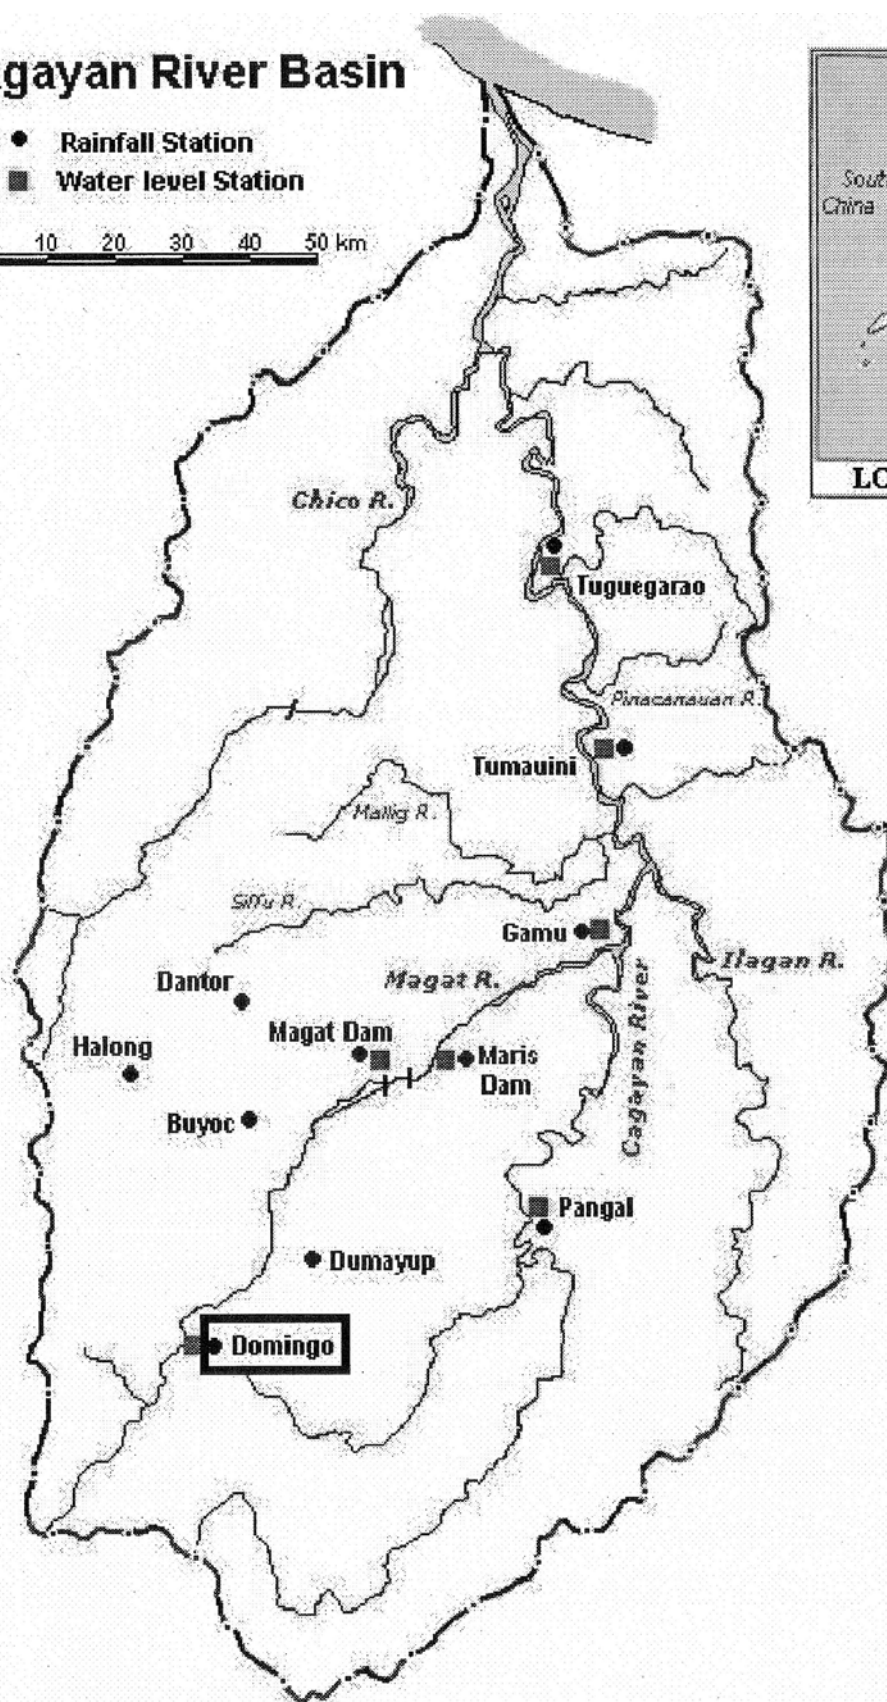 agayan River Basin
Rainfall Station
Water level Station
10 20 30 40 50 km
South
China
LO
Chico R.
Tuguegarao
Pinacanauan R.
Tumauini
Mallig R.
Siffu R.
Gamu
Ilagan R.
Dantor
Magat R.
Cagayan River
Magat Dam
Halong
Maris
Dam
Buyoc
Pangal
Dumayup
Domingo